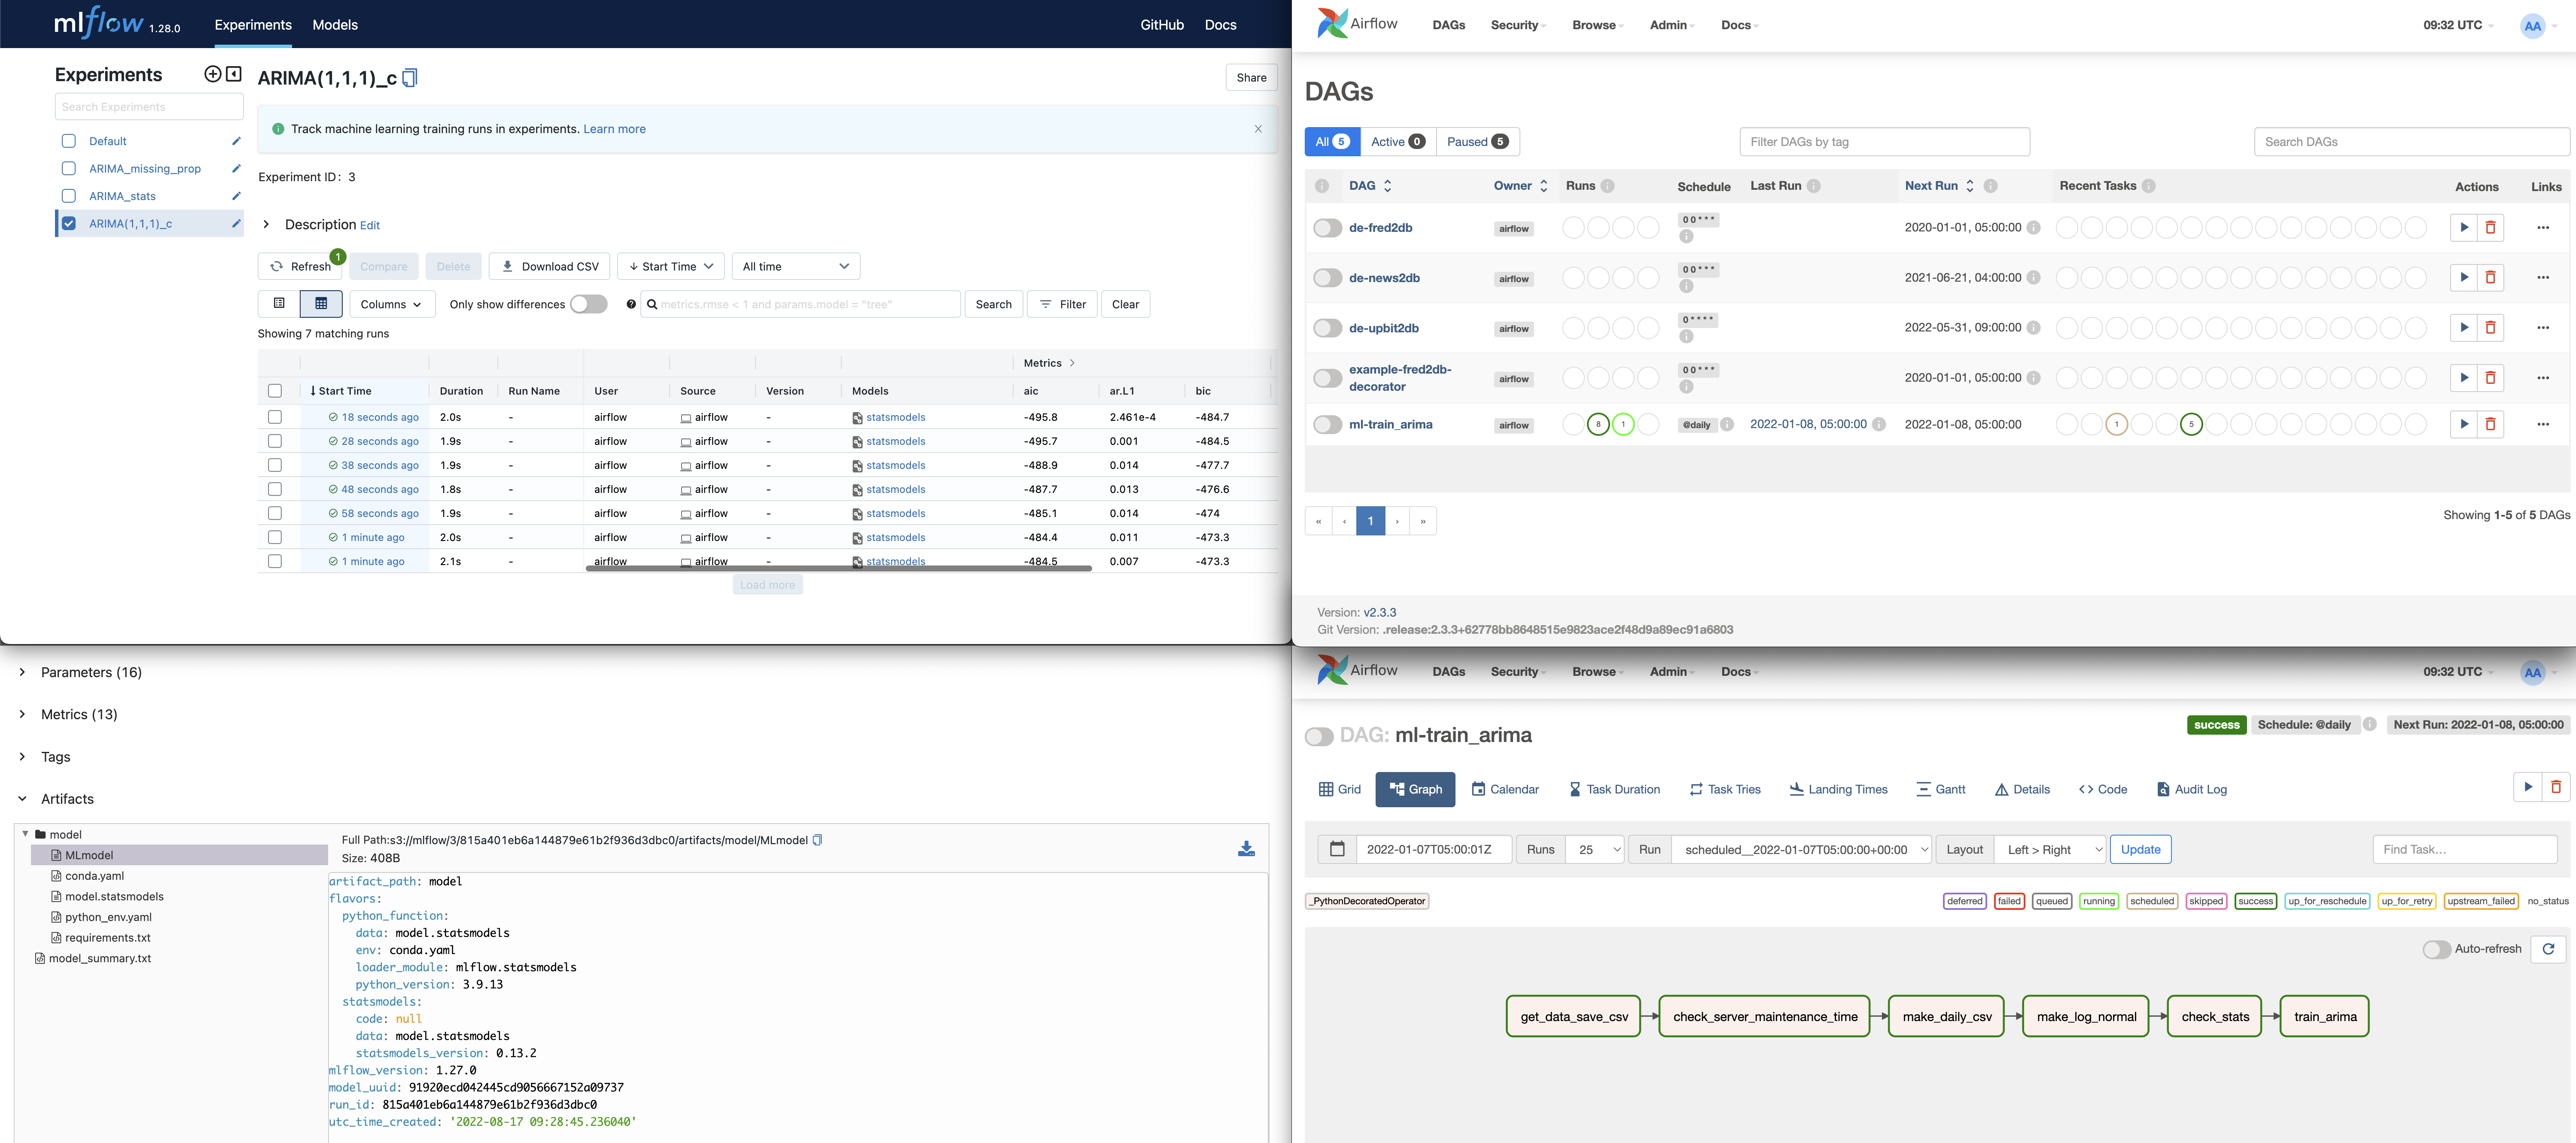 mlflow 1.28.0 Experiments Models GitHub Docs
Experiments
Search Experiments
Default
ARIMA_missing_prop
ARIMA_stats
ARIMA(1,1,1)_c
ARIMA(1,1,1)_c
Share
Track machine learning training runs in experiments. Learn more
Experiment ID: 3
Description Edit
Refresh 1 Compare Delete Download CSV Start Time All time
Columns Only show differences metrics.rmse < 1 and params.model = "tree" Search Filter Clear
Showing 7 matching runs
Metrics
Start Time Duration Run Name User Source Version Models aic ar.L1 bic
18 seconds ago 2.0s - airflow airflow - statsmodels -495.8 2.461e-4 -484.7
28 seconds ago 1.9s - airflow airflow - statsmodels -495.7 0.001 -484.5
38 seconds ago 1.9s - airflow airflow - statsmodels -488.9 0.014 -477.7
48 seconds ago 1.8s - airflow airflow - statsmodels -487.7 0.013 -476.6
58 seconds ago 1.9s - airflow airflow - statsmodels -485.1 0.014 -474
1 minute ago 2.0s - airflow airflow - statsmodels -484.4 0.011 -473.3
1 minute ago 2.1s - airflow airflow - statsmodels -484.5 0.007 -473.3
Load more
Airflow DAGs Security Browse Admin Docs 09:32 UTC AA
DAGs
All 5 Active 0 Paused 5 Filter DAGs by tag Search DAGs
DAG Owner Runs Schedule Last Run Next Run Recent Tasks Actions Links
de-fred2db airflow 0 0 * * * 2020-01-01, 05:00:00
de-news2db airflow 0 0 * * * 2021-06-21, 04:00:00
de-upbit2db airflow 0 * * * * 2022-05-31, 09:00:00
example-fred2db-decorator airflow 0 0 * * * 2020-01-01, 05:00:00
ml-train_arima airflow 8 1 @daily 2022-01-08, 05:00:00 2022-01-08, 05:00:00 1 5
« ‹ 1 › »
Showing 1-5 of 5 DAGs
Version: v2.3.3
Git Version: .release:2.3.3+62778bb8648515e9823ace2f48d9a89ec91a6803
Parameters (16)
Metrics (13)
Tags
Artifacts
model
MLmodel
conda.yaml
model.statsmodels
python_env.yaml
requirements.txt
model_summary.txt
Full Path:s3://mlflow/3/815a401eb6a144879e61b2f936d3dbc0/artifacts/model/MLmodel
Size: 408B
artifact_path: model
flavors:
python_function:
data: model.statsmodels
env: conda.yaml
loader_module: mlflow.statsmodels
python_version: 3.9.13
statsmodels:
code: null
data: model.statsmodels
statsmodels_version: 0.13.2
mlflow_version: 1.27.0
model_uuid: 91920ecd042445cd9056667152a09737
run_id: 815a401eb6a144879e61b2f936d3dbc0
utc_time_created: '2022-08-17 09:28:45.236040'
Airflow DAGs Security Browse Admin Docs 09:32 UTC AA
DAG: ml-train_arima
success Schedule: @daily Next Run: 2022-01-08, 05:00:00
Grid Graph Calendar Task Duration Task Tries Landing Times Gantt Details Code Audit Log
2022-01-07T05:00:01Z Runs 25 Run scheduled__2022-01-07T05:00:00+00:00 Layout Left > Right Update Find Task...
_PythonDecoratedOperator
deferred failed queued running scheduled skipped success up_for_reschedule up_for_retry upstream_failed no_status
Auto-refresh
get_data_save_csv check_server_maintenance_time make_daily_csv make_log_normal check_stats train_arima